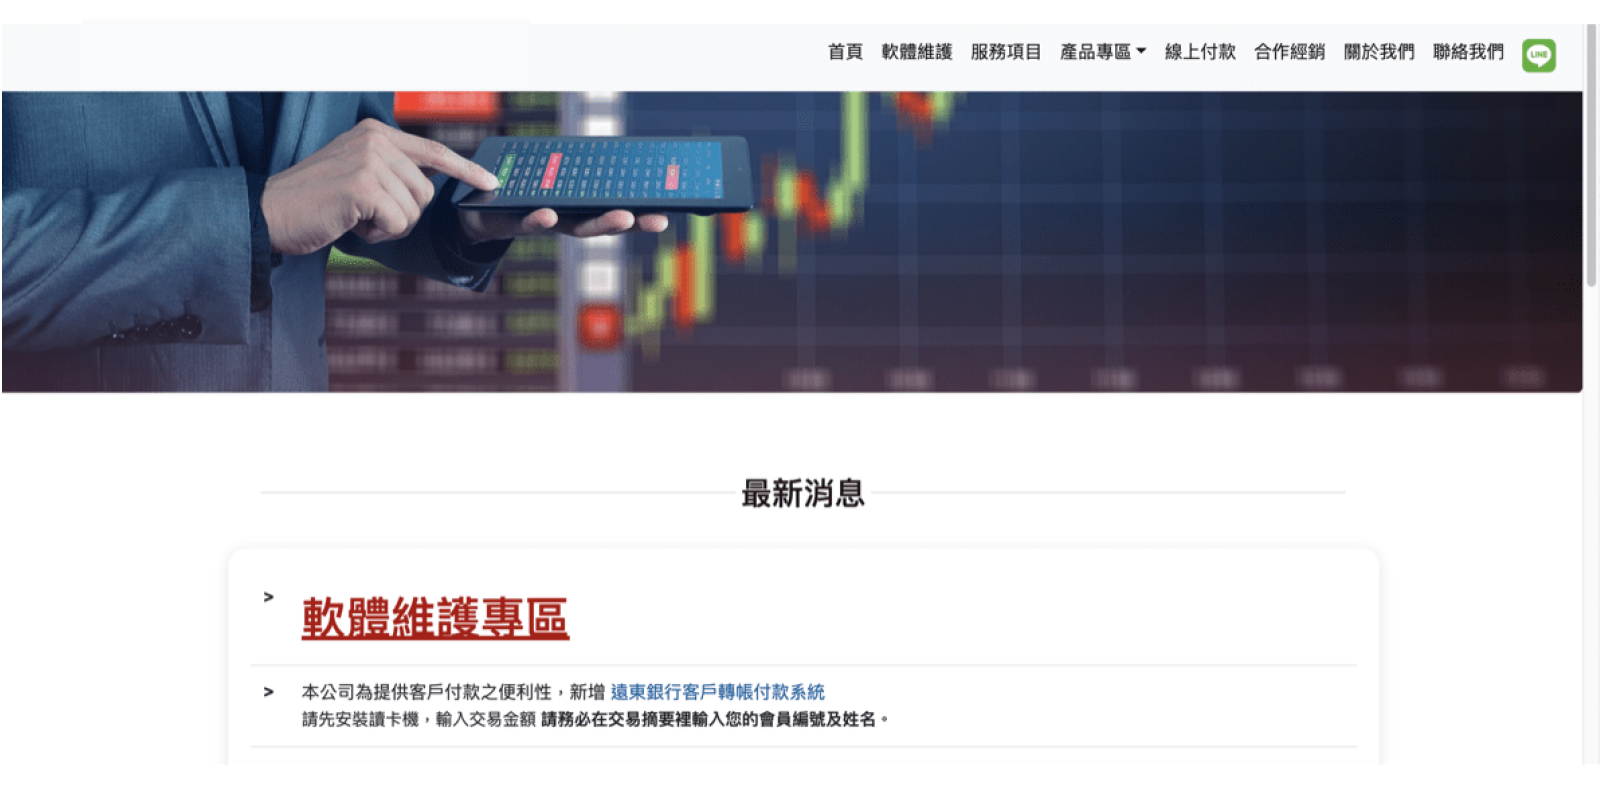 首頁 軟體維護 服務項目 產品專區 線上付款 合作經銷 關於我們 聯絡我們 LINE
最新消息
> 軟體維護專區
> 本公司為提供客戶付款之便利性，新增 遠東銀行客戶轉帳付款系統
請先安裝讀卡機，輸入交易金額 請務必在交易摘要裡輸入您的會員編號及姓名。